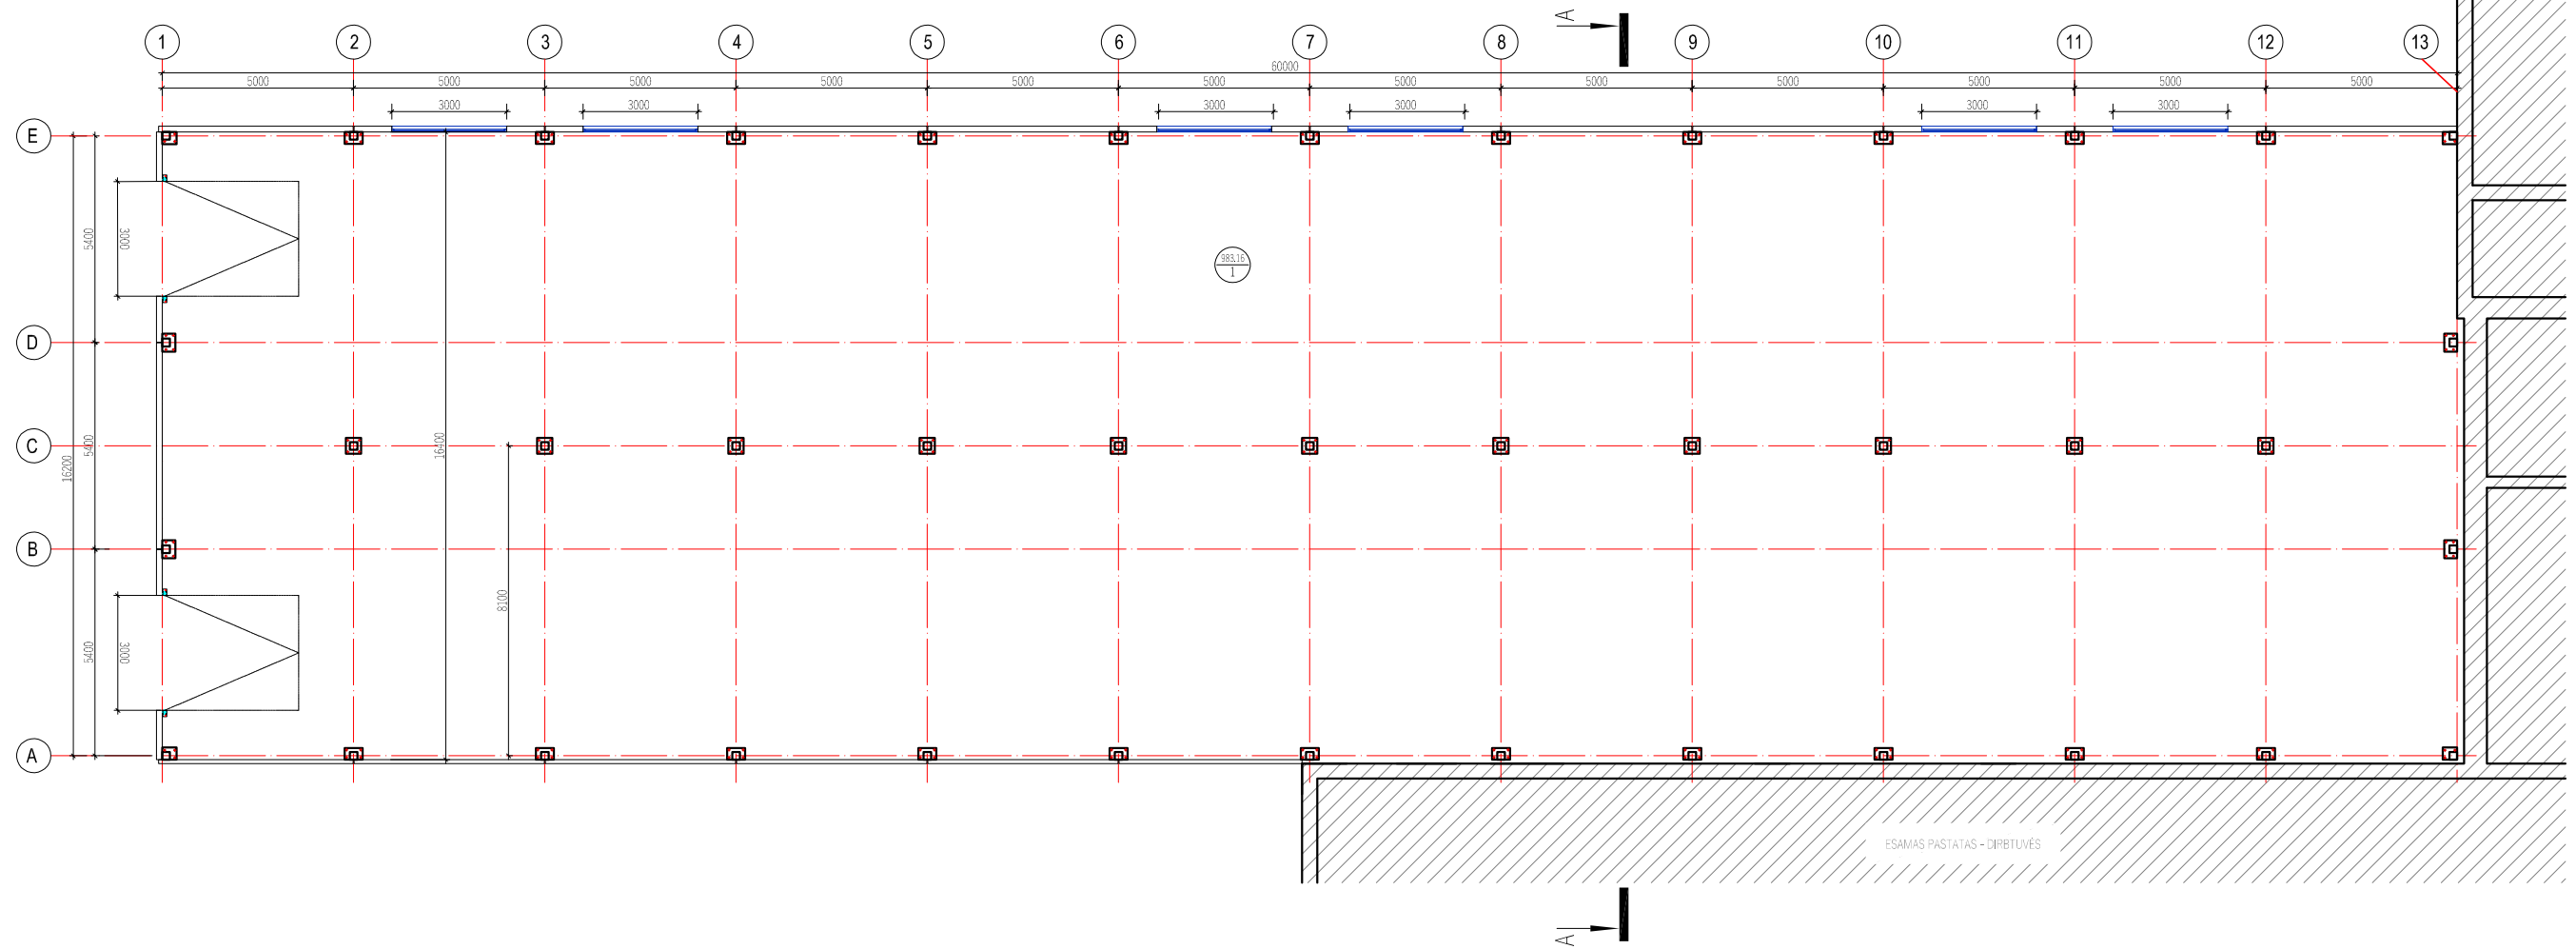 A
1 2 3 4 5 6 7 8 9 10 11 12 13
60000
5000 5000 5000 5000 5000 5000 5000 5000 5000 5000 5000 5000
3000 3000 3000 3000 3000 3000
E
5400
3000
983.16
1
D
C
5400
16200
16400
B
8100
5400
3000
A
ESAMAS PASTATAS - DIRBTUVĖS
A